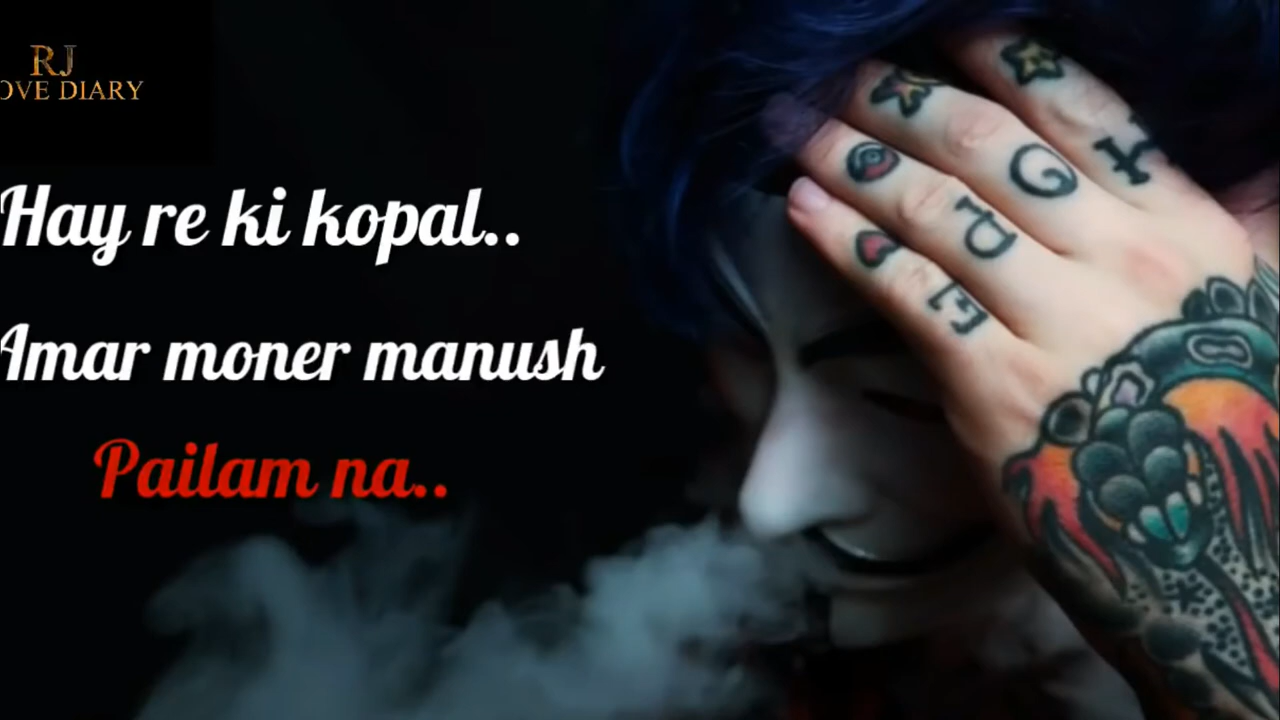 RJ
OVE DIARY
Hay re ki kopal..
Amar moner manush
Pailam na..